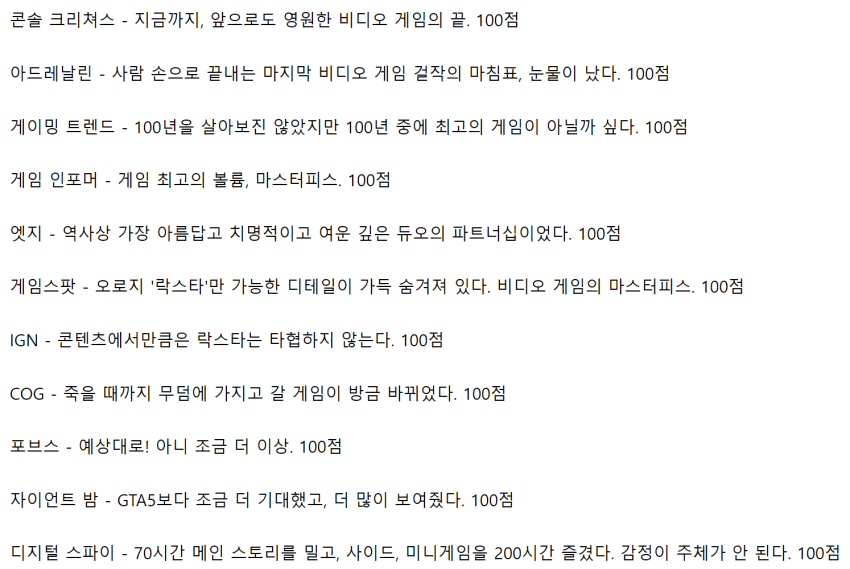 콘솔 크리쳐스 - 지금까지, 앞으로도 영원한 비디오 게임의 끝. 100점
아드레날린 - 사람 손으로 끝내는 마지막 비디오 게임 걸작의 마침표, 눈물이 났다. 100점
게이밍 트렌드 - 100년을 살아보진 않았지만 100년 중에 최고의 게임이 아닐까 싶다. 100점
게임 인포머 - 게임 최고의 볼륨, 마스터피스. 100점
엣지 - 역사상 가장 아름답고 치명적이고 여운 깊은 듀오의 파트너십이었다. 100점
게임스팟 - 오로지 '락스타'만 가능한 디테일이 가득 숨겨져 있다. 비디오 게임의 마스터피스. 100점
IGN - 콘텐츠에서만큼은 락스타는 타협하지 않는다. 100점
COG - 죽을 때까지 무덤에 가지고 갈 게임이 방금 바뀌었다. 100점
포브스 - 예상대로! 아니 조금 더 이상. 100점
자이언트 밤 - GTA5보다 조금 더 기대했고, 더 많이 보여줬다. 100점
디지털 스파이 - 70시간 메인 스토리를 밀고, 사이드, 미니게임을 200시간 즐겼다. 감정이 주체가 안 된다. 100점